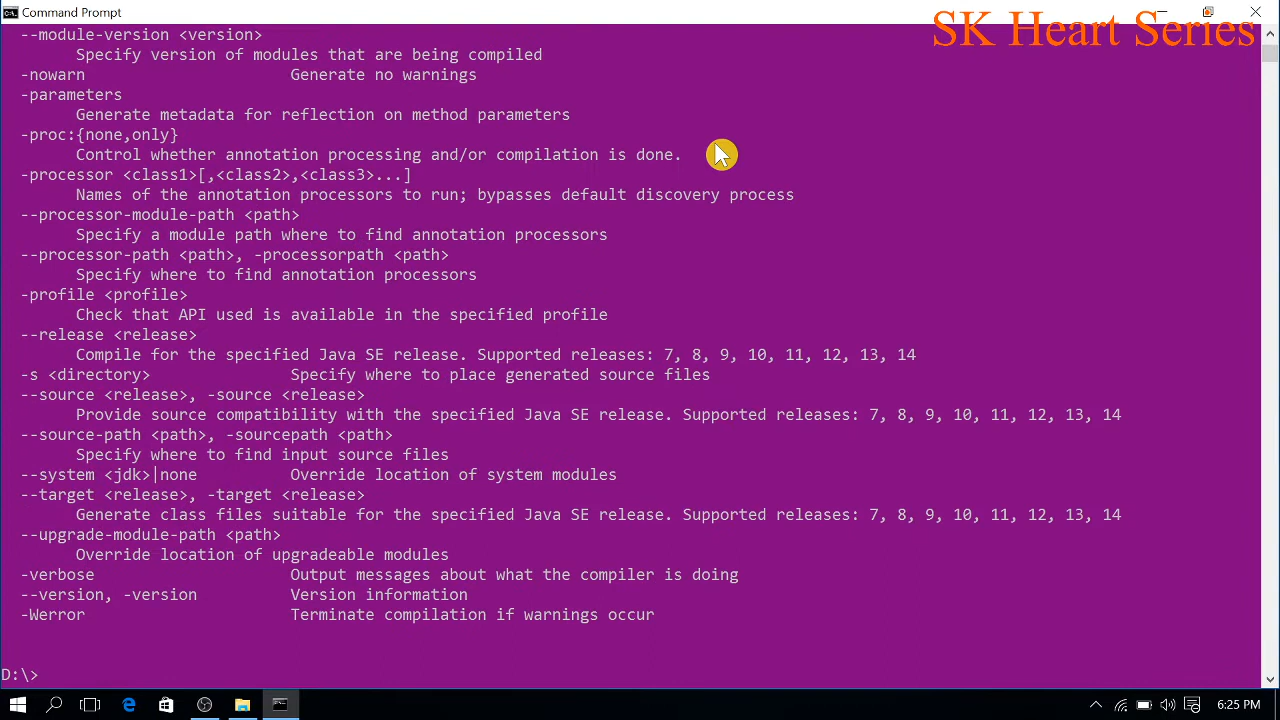 Command Prompt
SK Heart Series
--module-version <version>
Specify version of modules that are being compiled
-nowarn Generate no warnings
-parameters
Generate metadata for reflection on method parameters
-proc:{none,only}
Control whether annotation processing and/or compilation is done.
-processor <class1>[,<class2>,<class3>...]
Names of the annotation processors to run; bypasses default discovery process
--processor-module-path <path>
Specify a module path where to find annotation processors
--processor-path <path>, -processorpath <path>
Specify where to find annotation processors
-profile <profile>
Check that API used is available in the specified profile
--release <release>
Compile for the specified Java SE release. Supported releases: 7, 8, 9, 10, 11, 12, 13, 14
-s <directory> Specify where to place generated source files
--source <release>, -source <release>
Provide source compatibility with the specified Java SE release. Supported releases: 7, 8, 9, 10, 11, 12, 13, 14
--source-path <path>, -sourcepath <path>
Specify where to find input source files
--system <jdk>|none Override location of system modules
--target <release>, -target <release>
Generate class files suitable for the specified Java SE release. Supported releases: 7, 8, 9, 10, 11, 12, 13, 14
--upgrade-module-path <path>
Override location of upgradeable modules
-verbose Output messages about what the compiler is doing
--version, -version Version information
-Werror Terminate compilation if warnings occur
D:\>
6:25 PM